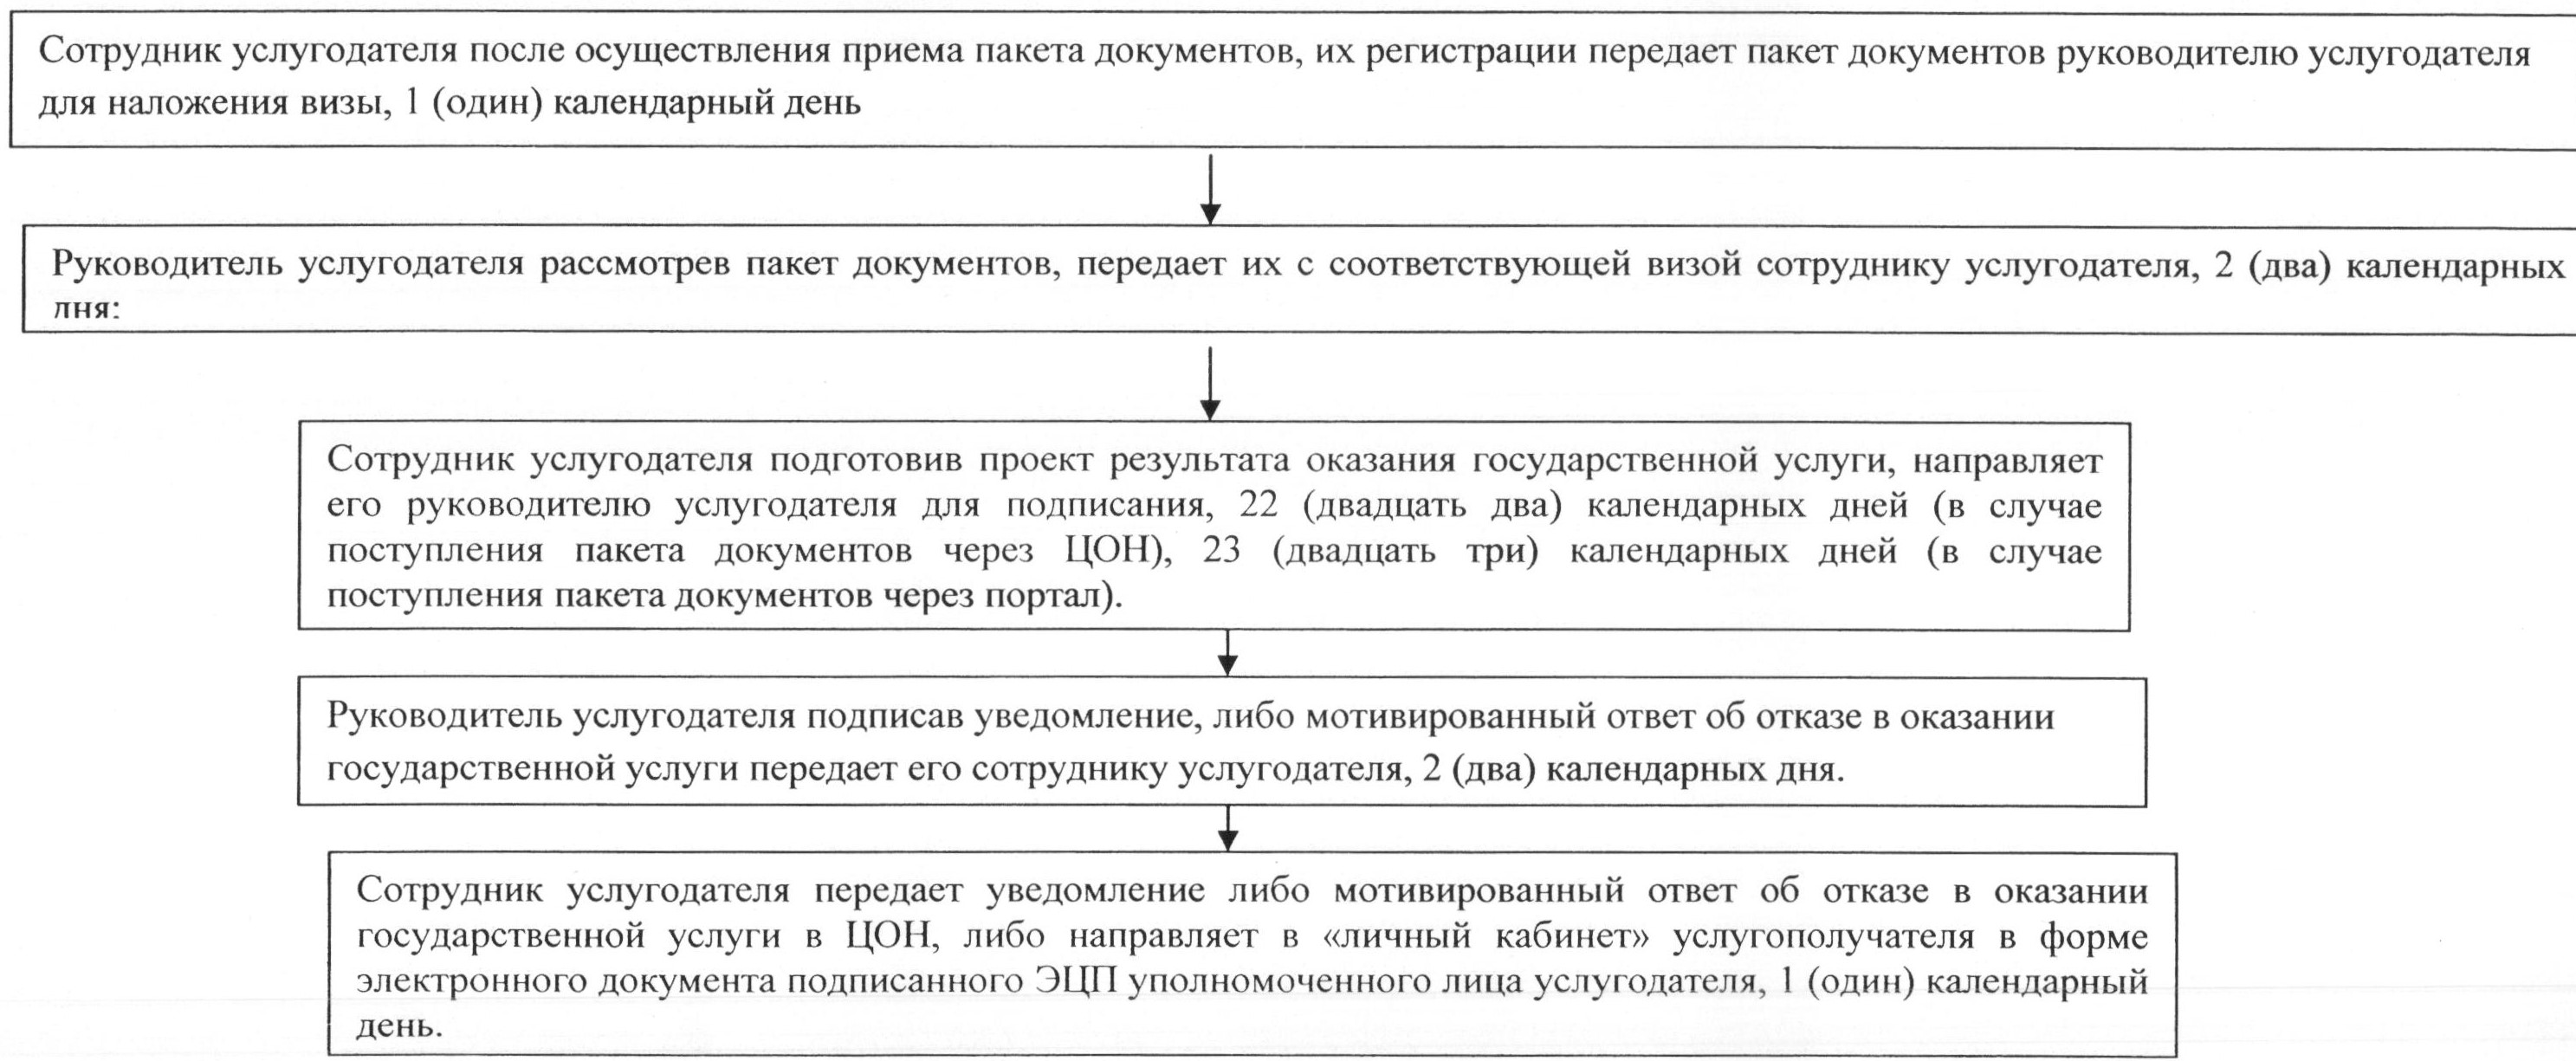 Сотрудник услугодателя после осуществления приема пакета документов, их регистрации передает пакет документов руководителю услугодателя
для наложения визы, 1 (один) календарный день
Руководитель услугодателя рассмотрев пакет документов, передает их с соответствующей визой сотруднику услугодателя, 2 (два) календарных
дня:
Сотрудник услугодателя подготовив проект результата оказания государственной услуги, направляет
его руководителю услугодателя для подписания, 22 (двадцать два) календарных дней (в случае
поступления пакета документов через ЦОН), 23 (двадцать три) календарных дней (в случае
поступления пакета документов через портал).
Руководитель услугодателя подписав уведомление, либо мотивированный ответ об отказе в оказании
государственной услуги передает его сотруднику услугодателя, 2 (два) календарных дня.
Сотрудник услугодателя передает уведомление либо мотивированный ответ об отказе в оказании
государственной услуги в ЦОН, либо направляет в «личный кабинет» услугополучателя в форме
электронного документа подписанного ЭЦП уполномоченного лица услугодателя, 1 (один) календарный
день.